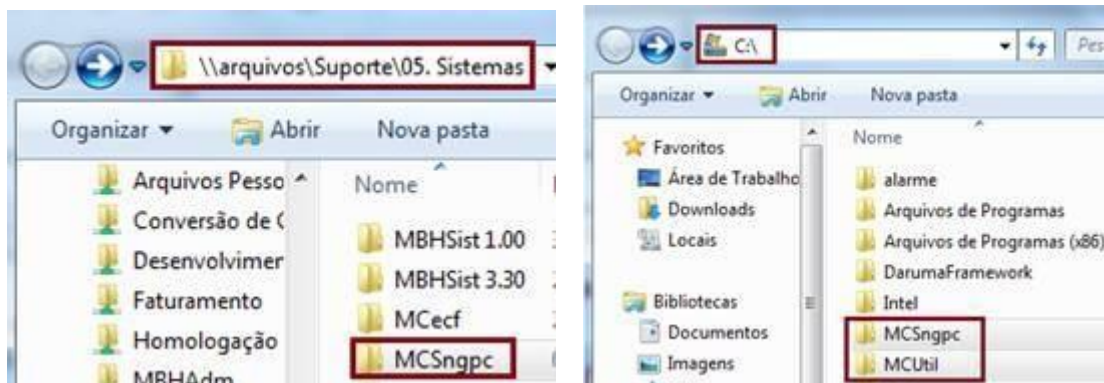 \\arquivos\Suporte\05. Sistemas
Organizar
Abrir
Nova pasta
Arquivos Pesso
Conversão de
Desenvolvimer
Faturamento
Homologação
MBHAdm
Nome
MBHSist 1.00
MBHSist 3.30
MCecf
MCSngpc
C:\
Pes
Organizar
Abrir
Nova pasta
Favoritos
Área de Trabalho
Downloads
Locais
Bibliotecas
Documentos
Imagens
Nome
alarme
Arquivos de Programas
Arquivos de Programas (x86)
DarumaFramework
Intel
MCSngpc
MCUtil